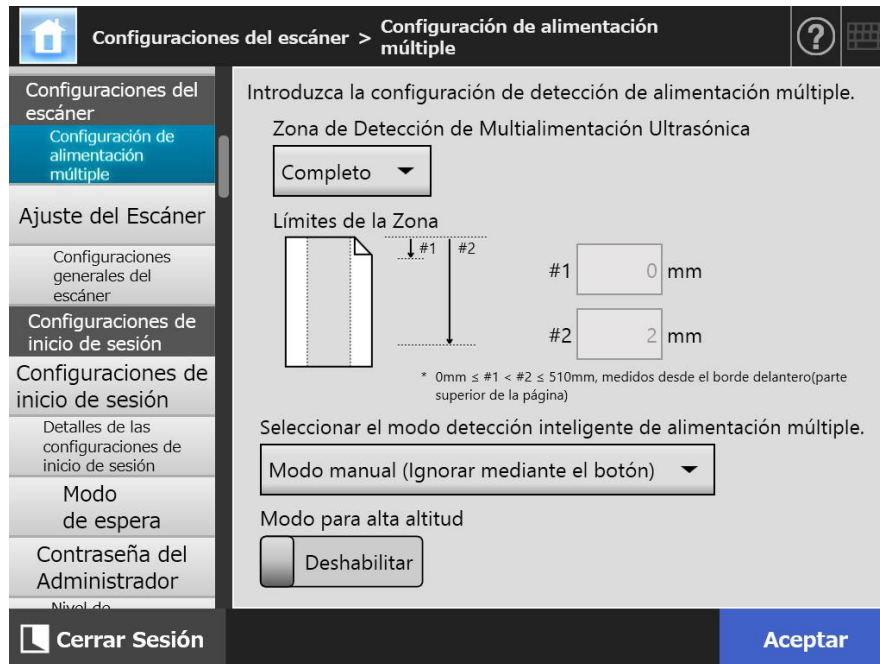 Configuraciones del escáner > Configuración de alimentación
múltiple
?
Configuraciones del
escáner
Configuración de
alimentación
múltiple
Ajuste del Escáner
Configuraciones
generales del
escáner
Configuraciones de
inicio de sesión
Configuraciones de
inicio de sesión
Detalles de las
configuraciones de
inicio de sesión
Modo
de espera
Contraseña del
Administrador
Nivel de
Cerrar Sesión
Introduzca la configuración de detección de alimentación múltiple.
Zona de Detección de Multialimentación Ultrasónica
Completo
Límites de la Zona
#1 #2
#1 0 mm
#2 2 mm
* 0mm ≤ #1 < #2 ≤ 510mm, medidos desde el borde delantero(parte
superior de la página)
Seleccionar el modo detección inteligente de alimentación múltiple.
Modo manual (Ignorar mediante el botón)
Modo para alta altitud
Deshabilitar
Aceptar